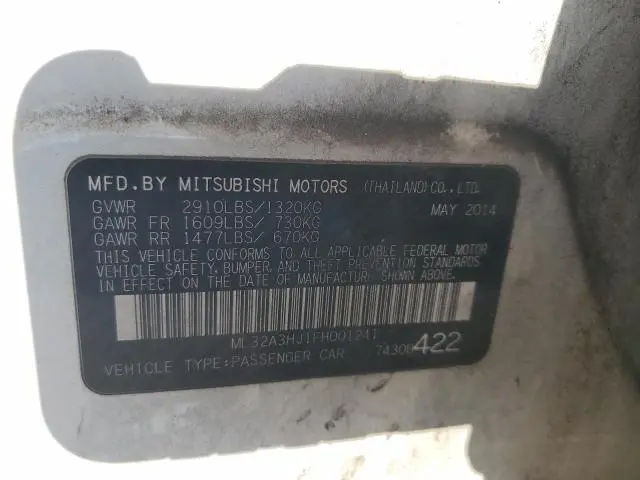 MFD.BY MITSUBISHI MOTORS (THAILAND)CO.,LTD.
GVWR 2910LBS/1320KG MAY 2014
GAWR FR 1609LBS/ 730KG
GAWR RR 1477LBS/ 670KG
THIS VEHICLE CONFORMS TO ALL APPLICABLE FEDERAL MOTOR
VEHICLE SAFETY, BUMPER, AND THEFT PREVENTION STANDARDS
IN EFFECT ON THE DATE OF MANUFACTURE SHOWN ABOVE.
ML32A3HJ1FH001241
VEHICLE TYPE:PASSENGER CAR 422